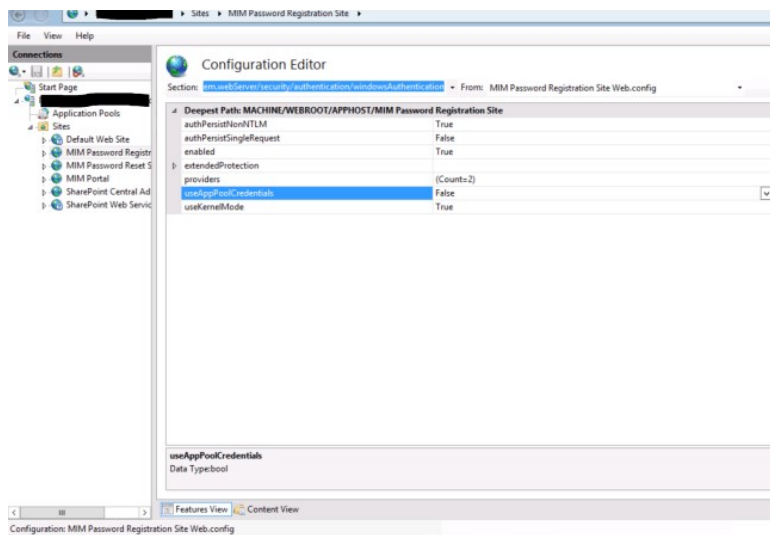 Sites MIM Password Registration Site
File View Help
Connections
Start Page
Application Pools
Sites
Default Web Site
MIM Password Registr
MIM Password Reset S
MIM Portal
SharePoint Central Ad
SharePoint Web Servic
Configuration Editor
Section: em.webServer/security/authentication/windowsAuthentication From: MIM Password Registration Site Web.config
Deepest Path: MACHINE/WEBROOT/APPHOST/MIM Password Registration Site
authPersistNonNTLM True
authPersistSingleRequest False
enabled True
extendedProtection
providers (Count=2)
useAppPoolCredentials False
useKernelMode True
useAppPoolCredentials
Data Type:bool
Features View Content View
Configuration: MIM Password Registration Site Web.config